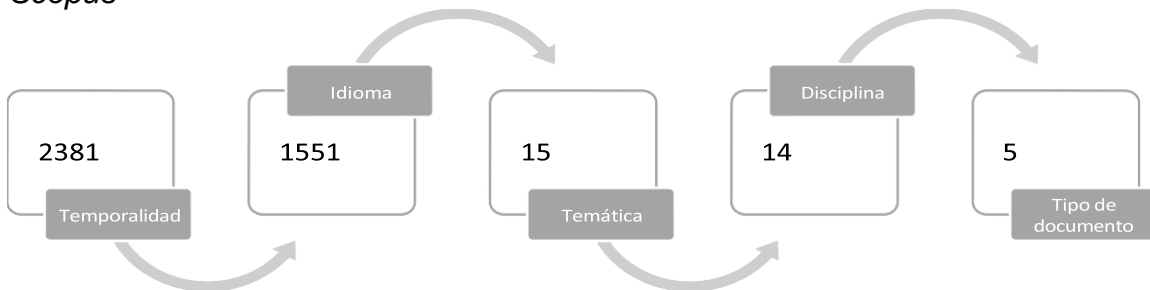 Scopus
Idioma
Disciplina
2381
1551
15
14
5
Temporalidad
Temática
Tipo de
documento